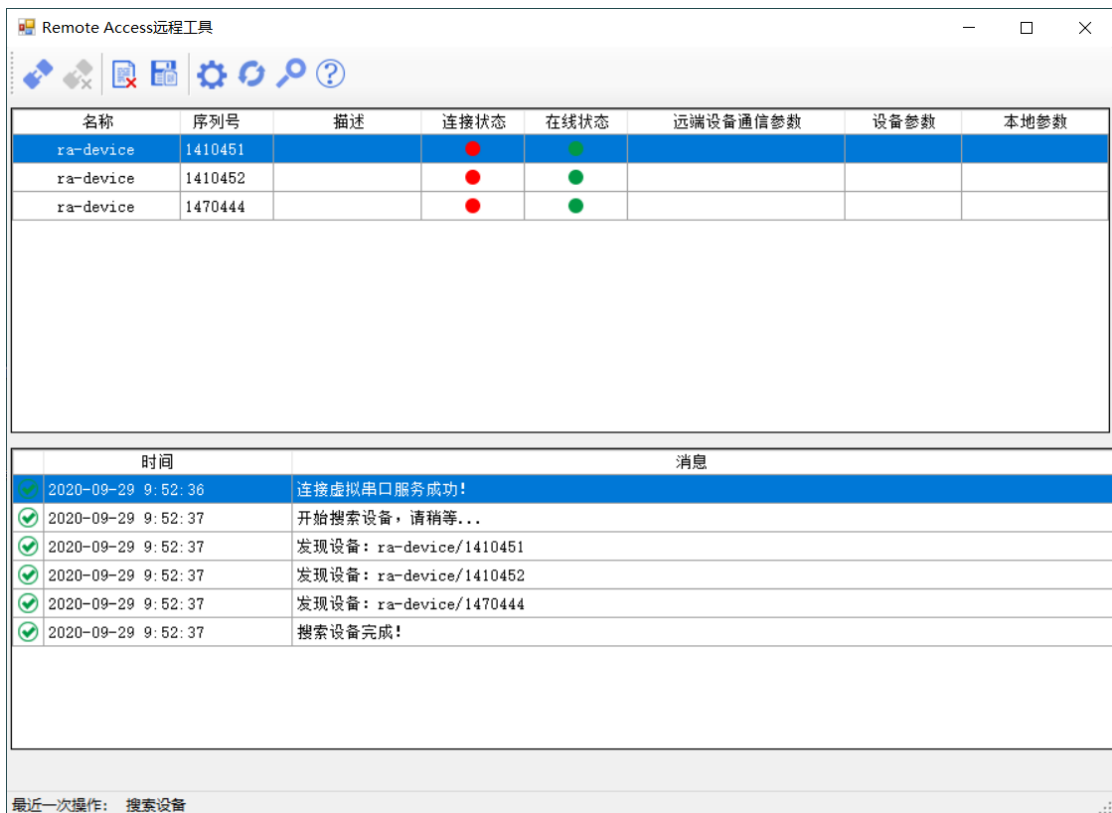 Remote Access远程工具
名称 序列号 描述 连接状态 在线状态 远端设备通信参数 设备参数 本地参数
ra-device 1410451
ra-device 1410452
ra-device 1470444
时间 消息
2020-09-29 9:52:36 连接虚拟串口服务成功!
2020-09-29 9:52:37 开始搜索设备，请稍等...
2020-09-29 9:52:37 发现设备: ra-device/1410451
2020-09-29 9:52:37 发现设备: ra-device/1410452
2020-09-29 9:52:37 发现设备: ra-device/1470444
2020-09-29 9:52:37 搜索设备完成!
最近一次操作: 搜索设备